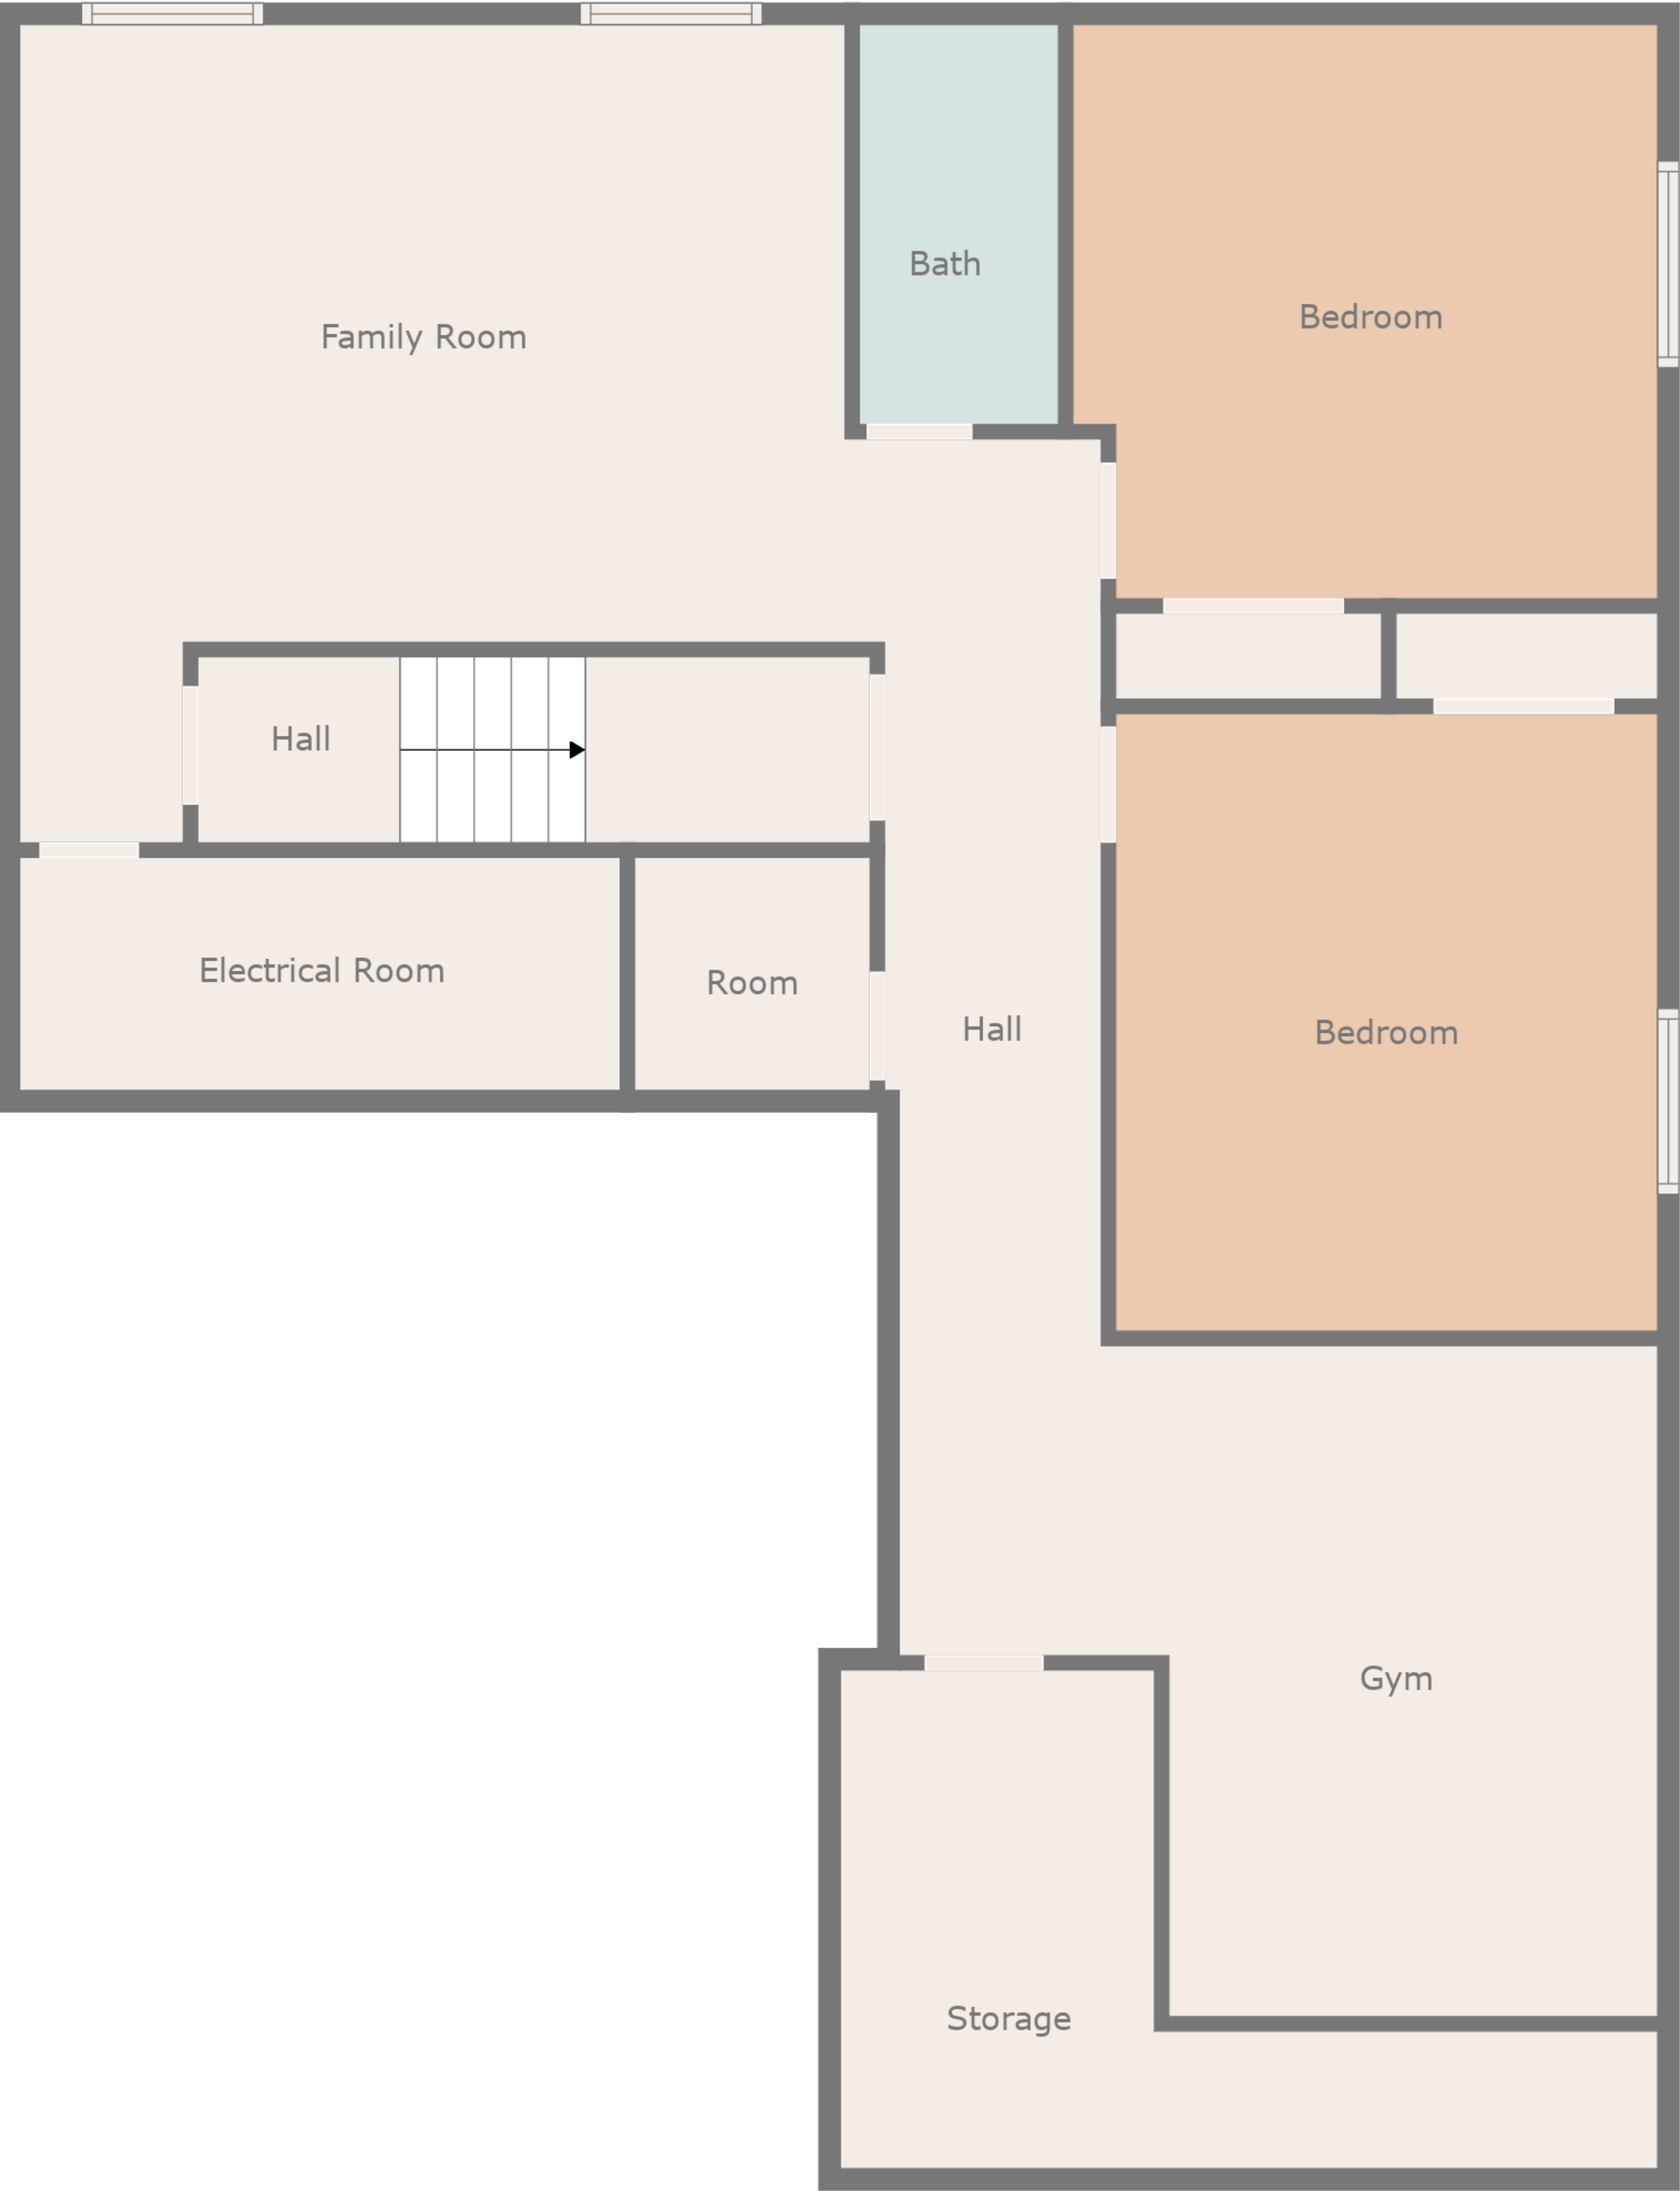 Bath
Bedroom
Family Room
Hall
Electrical Room
Room
Hall
Bedroom
Gym
Storage